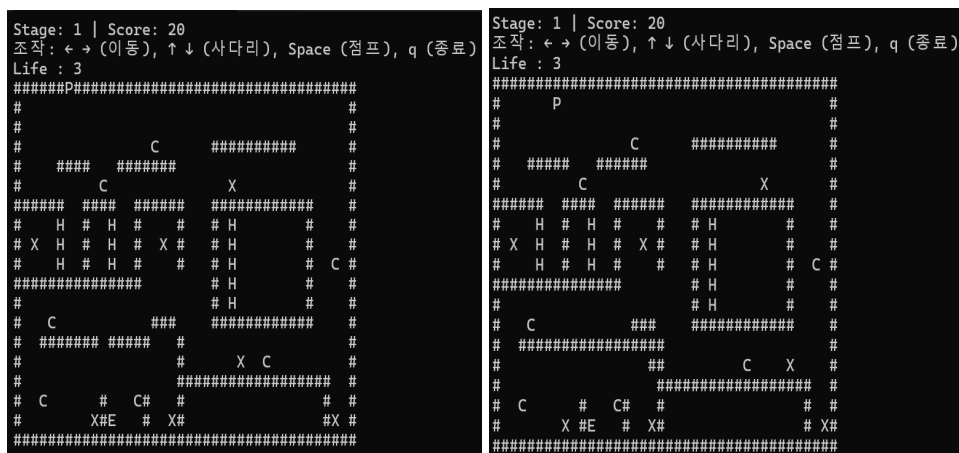 Stage: 1 | Score: 20
조작: ← → (이동), ↑ ↓ (사다리), Space (점프), q (종료)
Life : 3
######P#################################
#                                      #
#                                      #
#               C      ##########      #
#    ####   #######                    #
#         C              X             #
######  ####  ######   ############    #
#    H  #  H  #    #   # H        #    #
# X  H  #  H  #  X #   # H        #    #
#    H  #  H  #    #   # H        #  C #
###############        # H        #    #
#                      # H        #    #
#   C           ###    ############    #
#  ####### #####   #                   #
#                  #      X  C         #
#                  ##################  #
#  C      #   C#   #                #  #
#        X#E   #  X#                #X #
########################################
Stage: 1 | Score: 20
조작: ← → (이동), ↑ ↓ (사다리), Space (점프), q (종료)
Life : 3
########################################
#      P                               #
#                                      #
#               C      ##########      #
#   #####   ######                     #
#         C                    X       #
######  ####  ######   ############    #
#    H  #  H  #    #   # H        #    #
# X  H  #  H  #  X #   # H        #    #
#    H  #  H  #    #   # H        #  C #
###############        # H        #    #
#                      # H        #    #
#   C           ###    ############    #
#  #################                   #
#                 ##         C    X    #
#                  ##################  #
#  C      #   C#   #                #  #
#       X #E   #  X#                # X#
########################################